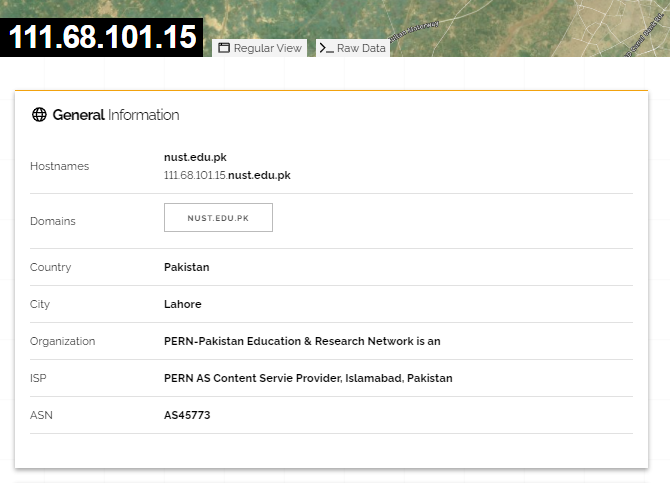 111.68.101.15
Regular View
Raw Data
General Information
Hostnames
nust.edu.pk
111.68.101.15.nust.edu.pk
Domains
NUST.EDU.PK
Country
Pakistan
City
Lahore
Organization
PERN-Pakistan Education & Research Network is an
ISP
PERN AS Content Servie Provider, Islamabad, Pakistan
ASN
AS45773